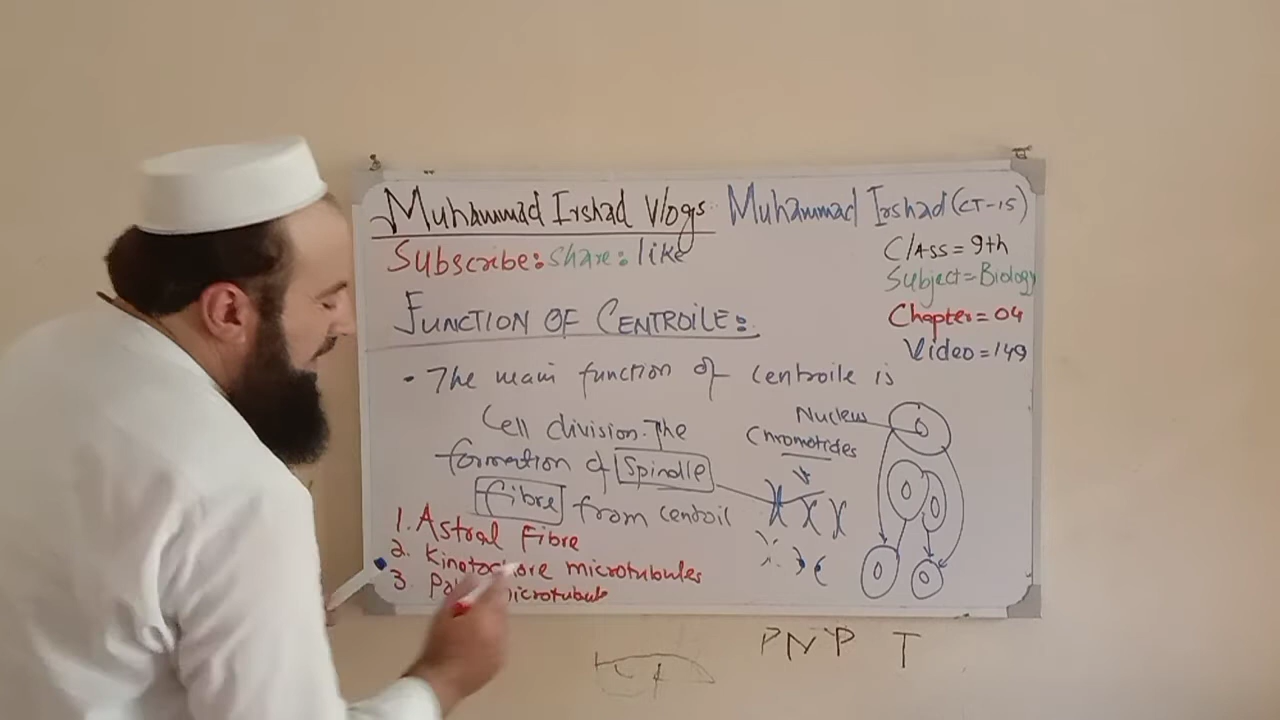 Muhammad Irshad Vlogs Muhammad Irshad (CT-15)
Subscribe: Share: like
Class = 9th
Subject = Biology
Chapter = 04
Video = 149
FUNCTION OF CENTROILE:
• The main function of centroile is
Cell division. The
formation of Spindle
fibre from centoil
1. Astral Fibre
2. Kinotochore microtubules
3.
Nucleus
Chromotides
PNP T